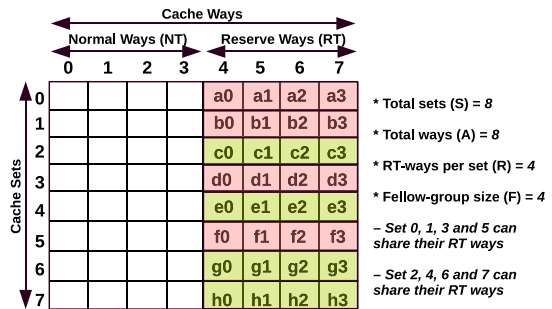 Cache Ways
Normal Ways (NT) Reserve Ways (RT)
0 1 2 3 4 5 6 7
Cache Sets
0 a0 a1 a2 a3
1 b0 b1 b2 b3
2 c0 c1 c2 c3
3 d0 d1 d2 d3
4 e0 e1 e2 e3
5 f0 f1 f2 f3
6 g0 g1 g2 g3
7 h0 h1 h2 h3
* Total sets (S) = 8
* Total ways (A) = 8
* RT-ways per set (R) = 4
* Fellow-group size (F) = 4
– Set 0, 1, 3 and 5 can
share their RT ways
– Set 2, 4, 6 and 7 can
share their RT ways